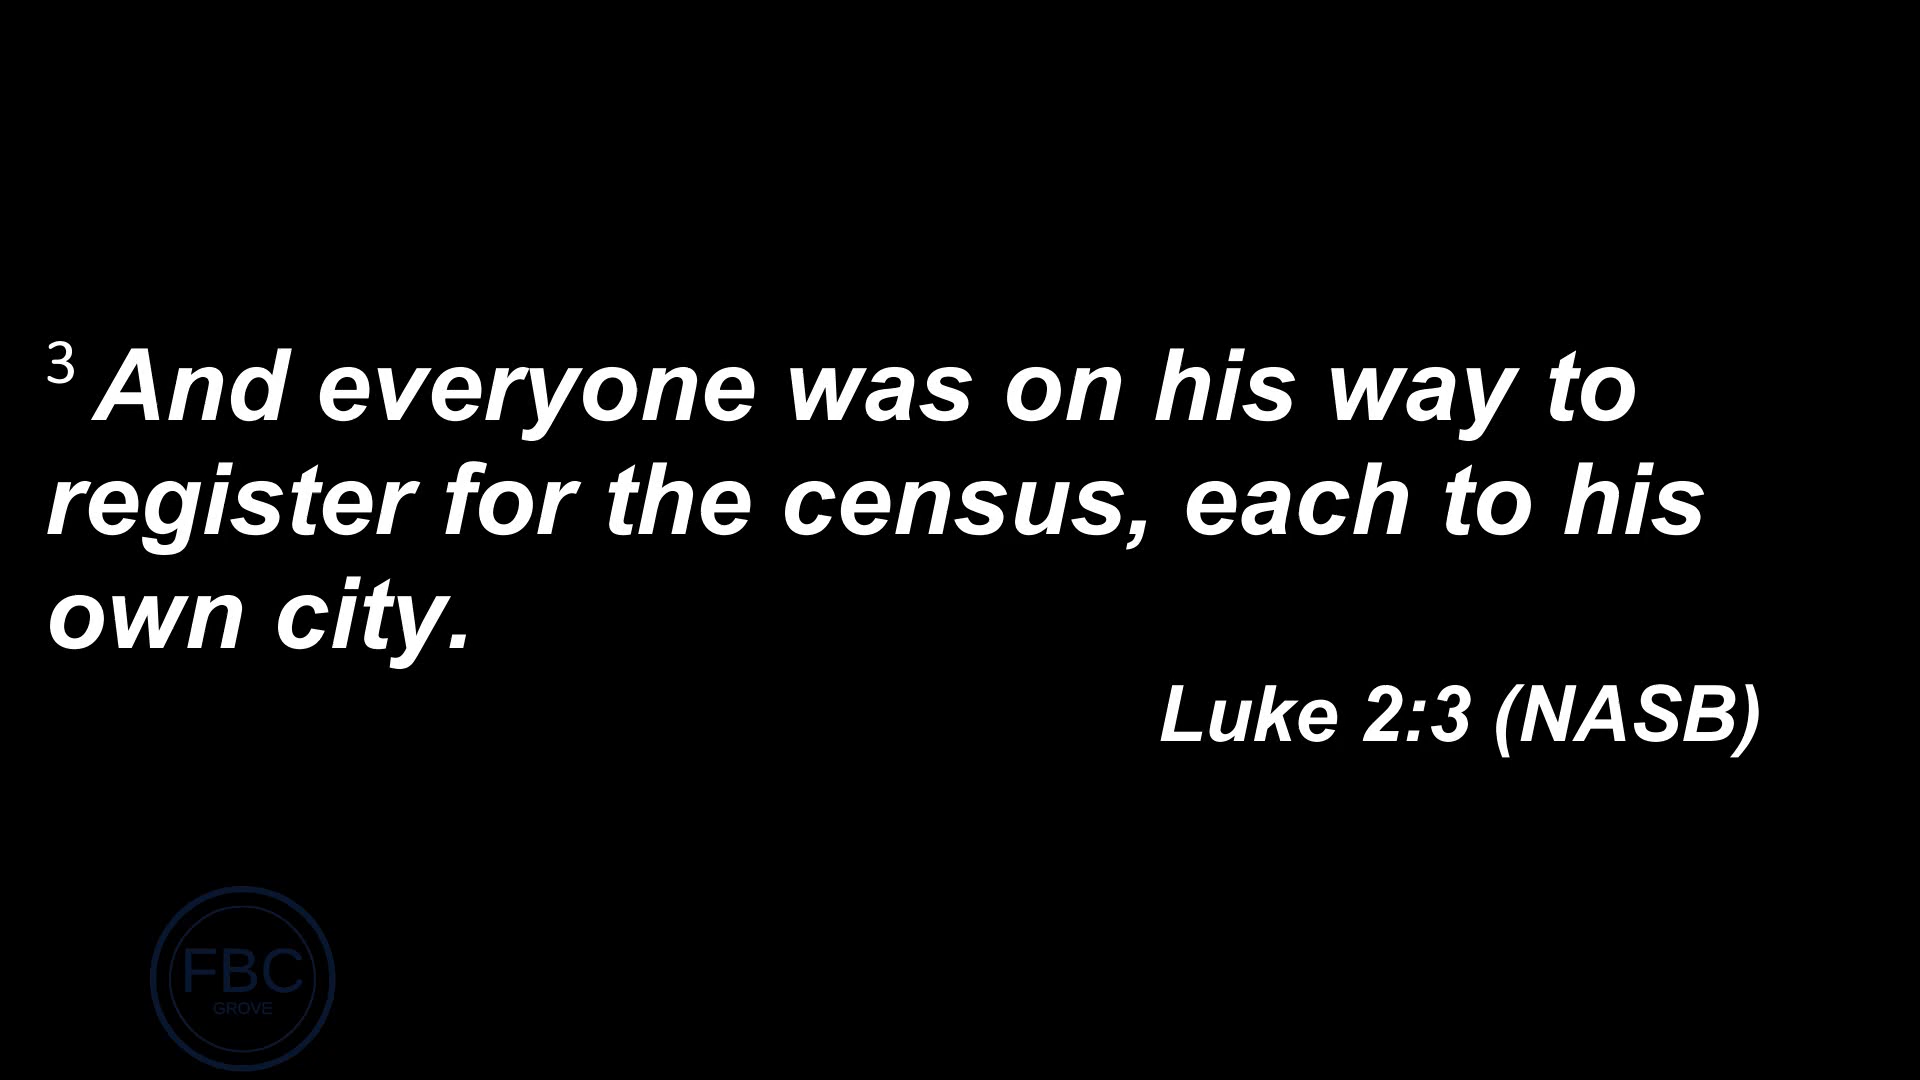 ³ And everyone was on his way to
register for the census, each to his
own city.
Luke 2:3 (NASB)
FBC
GROVE